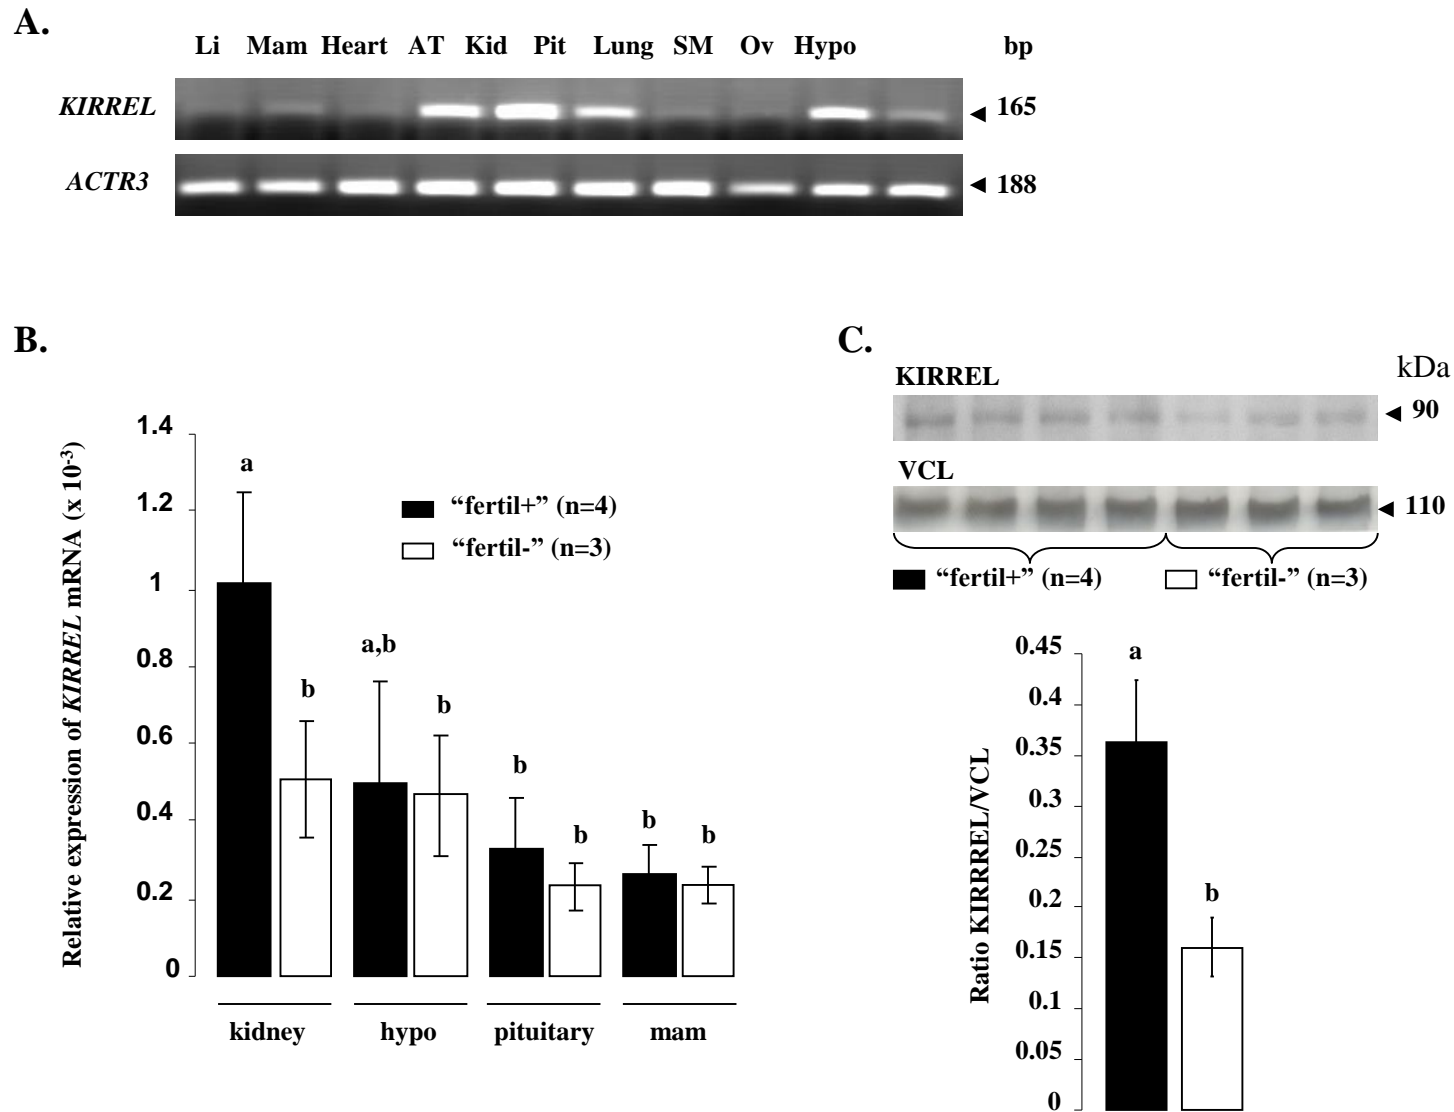 A.
Li Mam Heart AT Kid Pit Lung SM Ov Hypo bp
KIRREL 165
ACTR3 188
B.
Relative expression of KIRREL mRNA (x 10-3)
1.4
1.2
1
0.8
0.6
0.4
0.2
0
a
b
a,b
b
b
b
b
b
"fertil+" (n=4)
"fertil-" (n=3)
kidney hypo pituitary mam
C.
KIRREL kDa
90
VCL
110
"fertil+" (n=4) "fertil-" (n=3)
Ratio KIRRREL/VCL
0.45
0.4
0.35
0.3
0.25
0.2
0.15
0.1
0.05
0
a
b